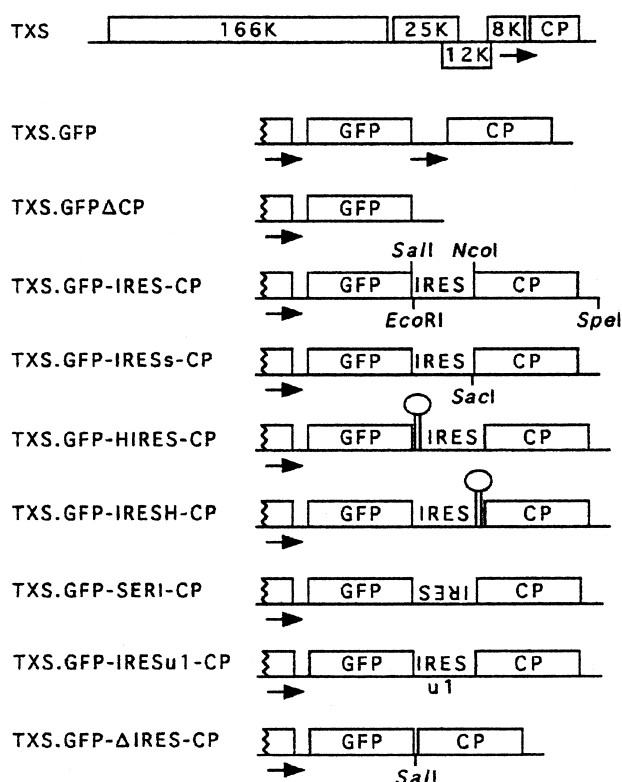 TXS 166K 25K 8K CP
12K
TXS.GFP GFP CP
TXS.GFPΔCP GFP
SalI NcoI
TXS.GFP-IRES-CP GFP IRES CP
EcoRI SpeI
TXS.GFP-IRESs-CP GFP IRES CP
SacI
TXS.GFP-HIRES-CP GFP IRES CP
TXS.GFP-IRESH-CP GFP IRES CP
TXS.GFP-SERI-CP GFP IRES CP
TXS.GFP-IRESu1-CP GFP IRES CP
u1
TXS.GFP-ΔIRES-CP GFP CP
SalI